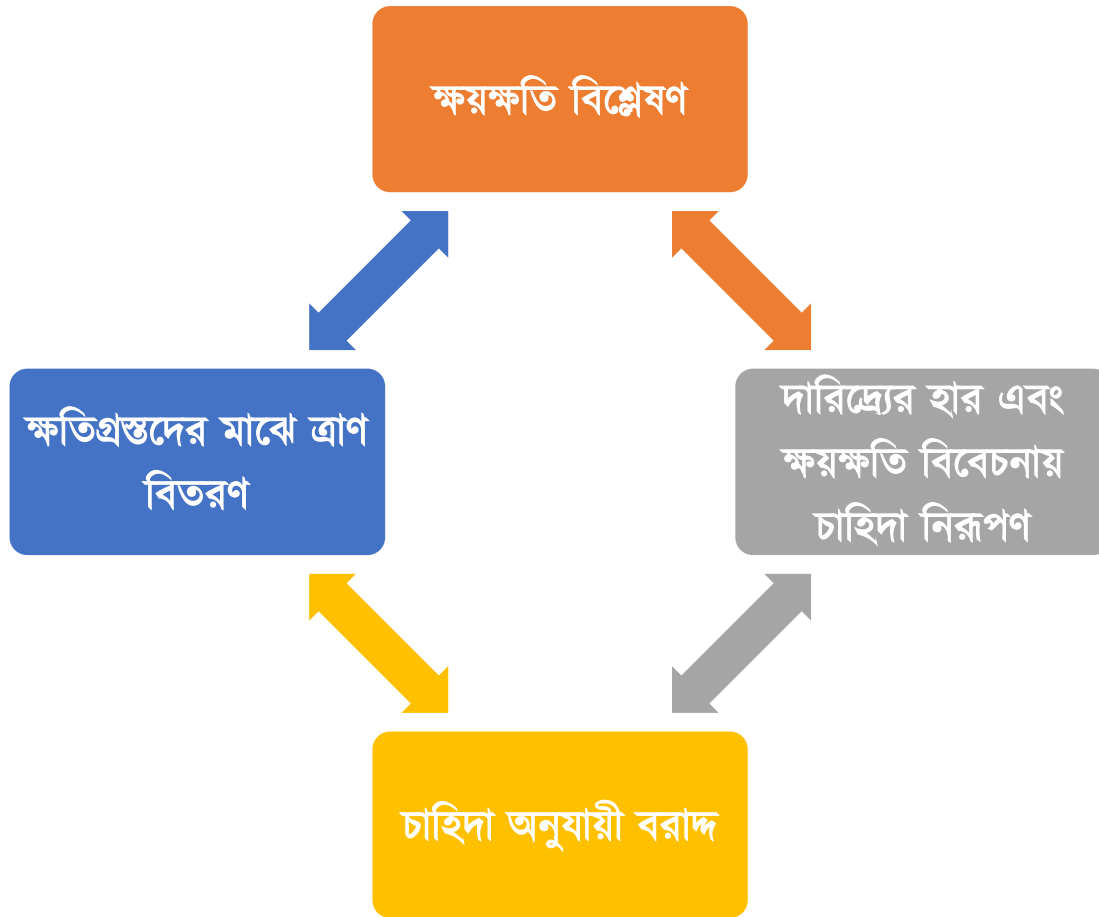 ক্ষয়ক্ষতি বিশ্লেষণ
ক্ষতিগ্রস্তদের মাঝে ত্রাণ
বিতরণ
দারিদ্র্যের হার এবং
ক্ষয়ক্ষতি বিবেচনায়
চাহিদা নিরূপণ
চাহিদা অনুযায়ী বরাদ্দ